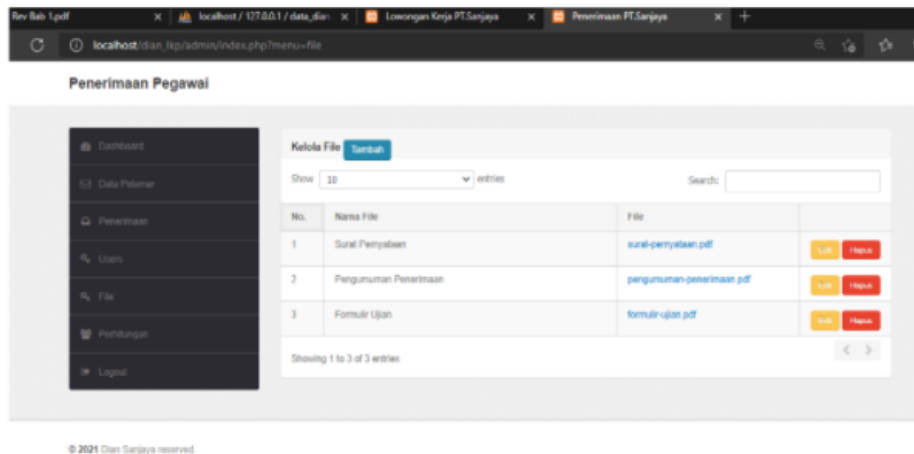 Rev Bab 1.pdf
localhost / 127.0.0.1 / data_dian
Lowongan Kerja PT.Sanjaya
Penerimaan PT.Sanjaya
localhost/dian_lkp/admin/index.php?menu=file
Penerimaan Pegawai
Dashboard
Data Pelamar
Penerimaan
Users
File
Perhitungan
Logout
Kelola File Tambah
Show 10 entries Search:
No. Nama File File
1 Surat Pernyataan surat-pernyataan.pdf Edit Hapus
2 Pengumuman Penerimaan pengumuman-penerimaan.pdf Edit Hapus
3 Formulir Ujian formulir-ujian.pdf Edit Hapus
Showing 1 to 3 of 3 entries
© 2021 Dian Sanjaya reserved.